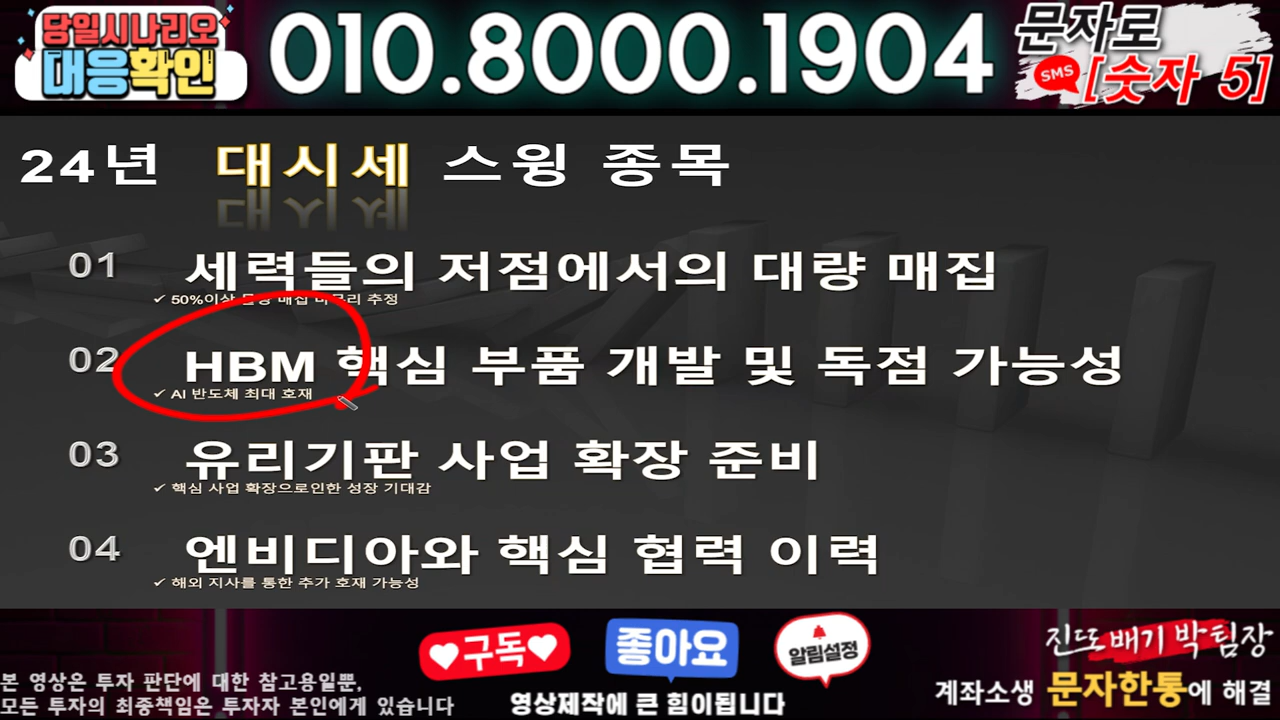 당일시나리오
대응확인
010.8000.1904
문자로
SMS
[숫자 5]
24년 대시세 스윙 종목
01 세력들의 저점에서의 대량 매집
✓ 50%이상 물량 매집 마무리 추정
02 HBM 핵심 부품 개발 및 독점 가능성
✓ AI 반도체 최대 호재
03 유리기판 사업 확장 준비
✓ 핵심 사업 확장으로인한 성장 기대감
04 엔비디아와 핵심 협력 이력
✓ 해외 지사를 통한 추가 호재 가능성
구독
좋아요
알림설정
영상제작에 큰 힘이됩니다
본 영상은 투자 판단에 대한 참고용일뿐,
모든 투자의 최종책임은 투자자 본인에게 있습니다
진또배기 박팀장
계좌소생 문자한통에 해결